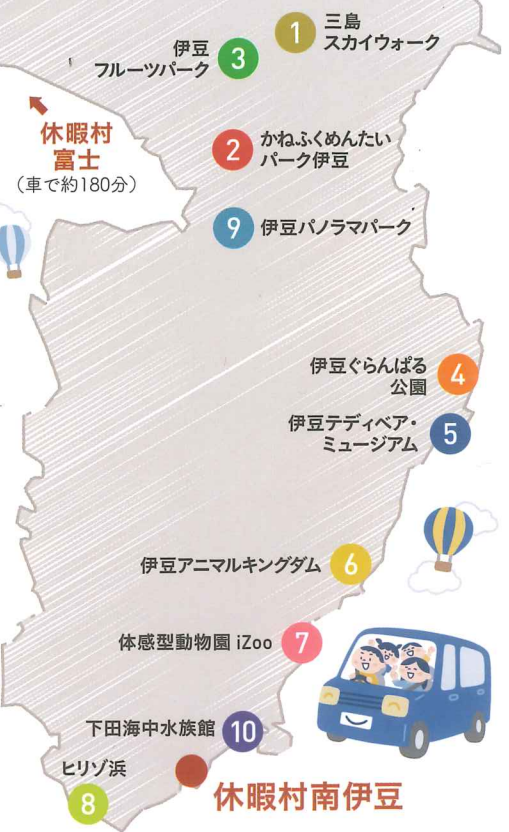 1
三島
スカイウォーク
伊豆
フルーツパーク
3
休暇村
富士
(車で約180分)
2
かねふくめんたい
パーク伊豆
9
伊豆パノラマパーク
伊豆ぐらんぱる
公園
4
伊豆テディベア・
ミュージアム
5
伊豆アニマルキングダム
6
体感型動物園 iZoo
7
下田海中水族館
10
ヒリゾ浜
8
休暇村南伊豆